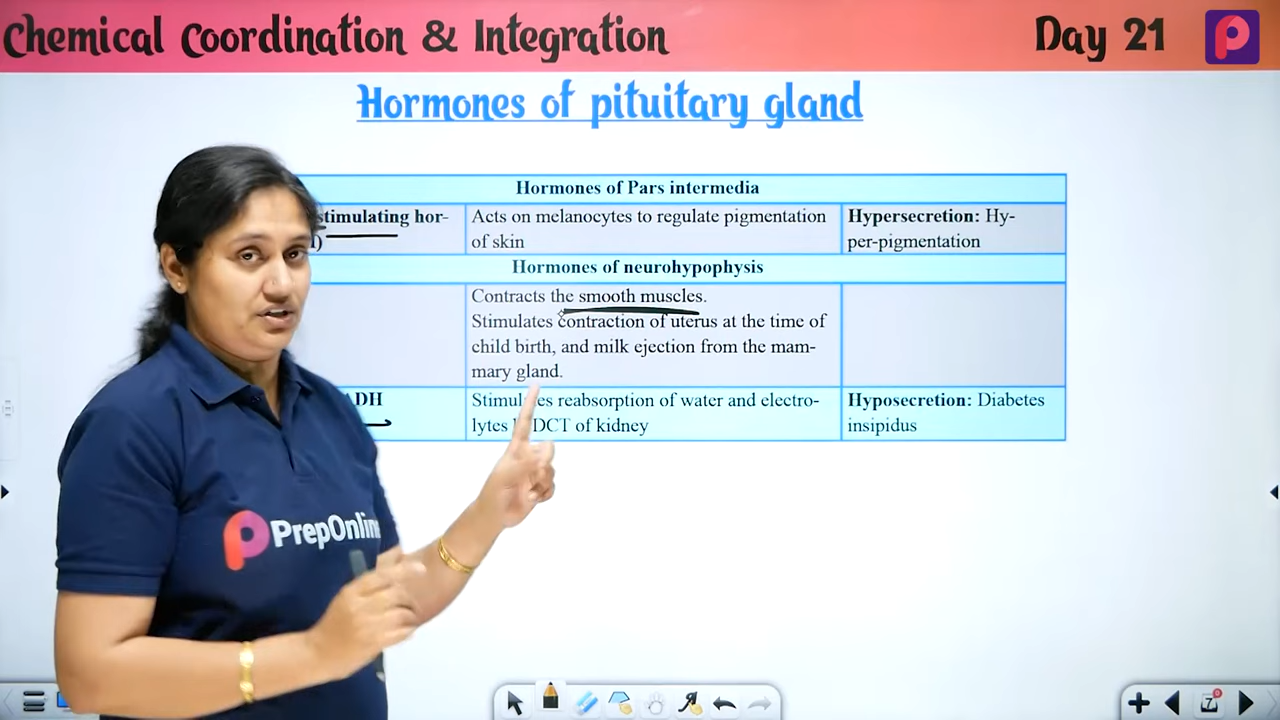 Chemical Coordination & Integration
Day 21
Hormones of pituitary gland
Hormones of Pars intermedia
stimulating hor-
Acts on melanocytes to regulate pigmentation
of skin
Hypersecretion: Hy-
per-pigmentation
Hormones of neurohypophysis
Contracts the smooth muscles.
Stimulates contraction of uterus at the time of
child birth, and milk ejection from the mam-
mary gland.
ADH
Stimulates reabsorption of water and electro-
lytes DCT of kidney
Hyposecretion: Diabetes
insipidus
PrepOnline
7